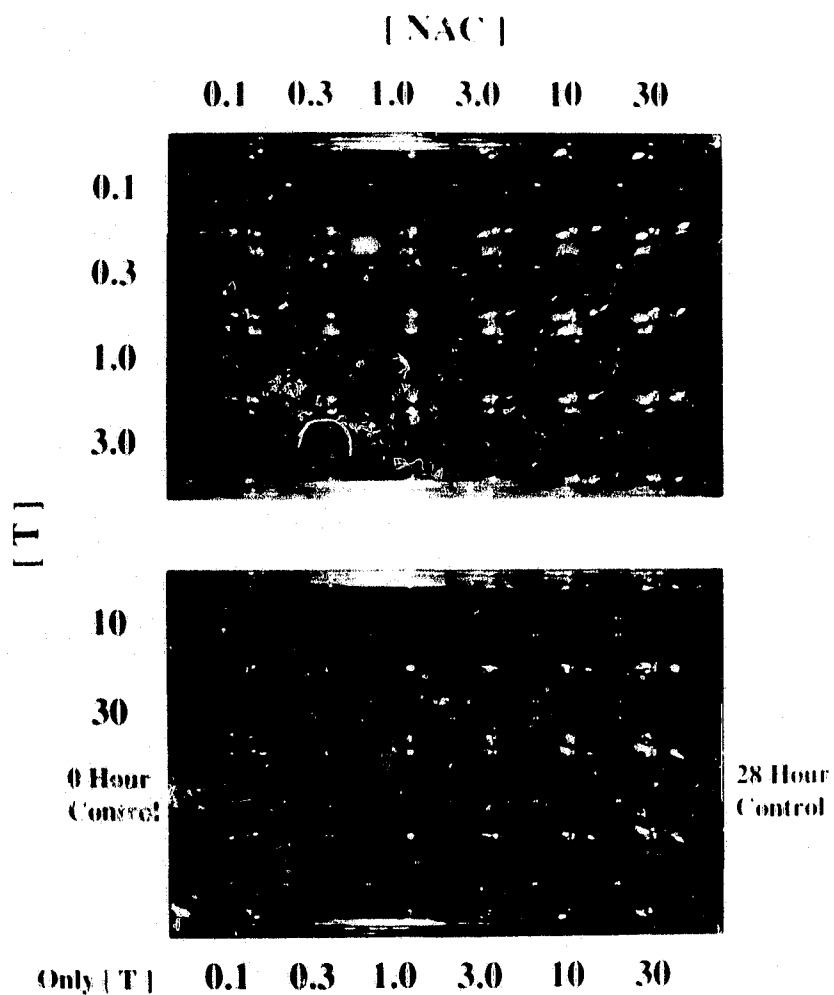 [ NAC ]
0.1 0.3 1.0 3.0 10 30
0.1
0.3
1.0
3.0
[ T ]
10
30
0 Hour
Control
28 Hour
Control
Only [ T ] 0.1 0.3 1.0 3.0 10 30